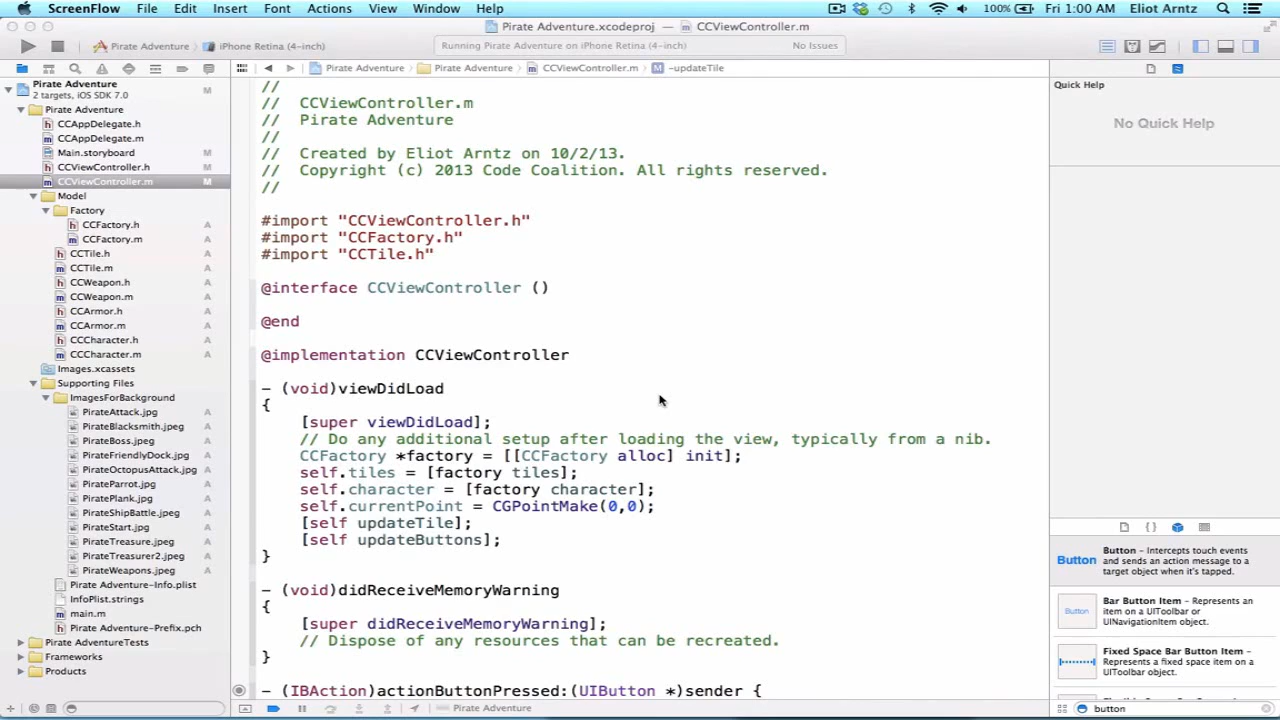 ScreenFlow File Edit Insert Font Actions View Window Help 100% Fri 1:00 AM Eliot Arntz
Pirate Adventure.xcodeproj — CCViewController.m
Pirate Adventure iPhone Retina (4-inch) Running Pirate Adventure on iPhone Retina (4-inch) No Issues
Pirate Adventure Pirate Adventure CCViewController.m -updateTile
Pirate Adventure M
2 targets, iOS SDK 7.0
Pirate Adventure
CCAppDelegate.h
CCAppDelegate.m
Main.storyboard M
CCViewController.h M
CCViewController.m M
Model
Factory
CCFactory.h A
CCFactory.m A
CCTile.h A
CCTile.m A
CCWeapon.h A
CCWeapon.m A
CCArmor.h A
CCArmor.m A
CCCharacter.h A
CCCharacter.m A
Images.xcassets
Supporting Files
ImagesForBackground
PirateAttack.jpg A
PirateBlacksmith.jpeg A
PirateBoss.jpeg A
PirateFriendlyDock.jpg A
PirateOctopusAttack.jpg A
PirateParrot.jpg A
PiratePlank.jpg A
PirateShipBattle.jpeg A
PirateStart.jpg A
PirateTreasure.jpeg A
PirateTreasurer2.jpeg A
PirateWeapons.jpeg A
Pirate Adventure-Info.plist
InfoPlist.strings
main.m
Pirate Adventure-Prefix.pch
Pirate AdventureTests
Frameworks
Products
//
// CCViewController.m
// Pirate Adventure
//
// Created by Eliot Arntz on 10/2/13.
// Copyright (c) 2013 Code Coalition. All rights reserved.
//
#import "CCViewController.h"
#import "CCFactory.h"
#import "CCTile.h"
@interface CCViewController ()
@end
@implementation CCViewController
- (void)viewDidLoad
{
[super viewDidLoad];
// Do any additional setup after loading the view, typically from a nib.
CCFactory *factory = [[CCFactory alloc] init];
self.tiles = [factory tiles];
self.character = [factory character];
self.currentPoint = CGPointMake(0,0);
[self updateTile];
[self updateButtons];
}
- (void)didReceiveMemoryWarning
{
[super didReceiveMemoryWarning];
// Dispose of any resources that can be recreated.
}
- (IBAction)actionButtonPressed:(UIButton *)sender {
Pirate Adventure
Quick Help
No Quick Help
{ }
Button
Button - Intercepts touch events
and sends an action message to a
target object when it's tapped.
Button
Bar Button Item - Represents an
item on a UIToolbar or
UINavigationItem object.
Fixed Space Bar Button Item -
Represents a fixed space item on a
UIToolbar object.
button